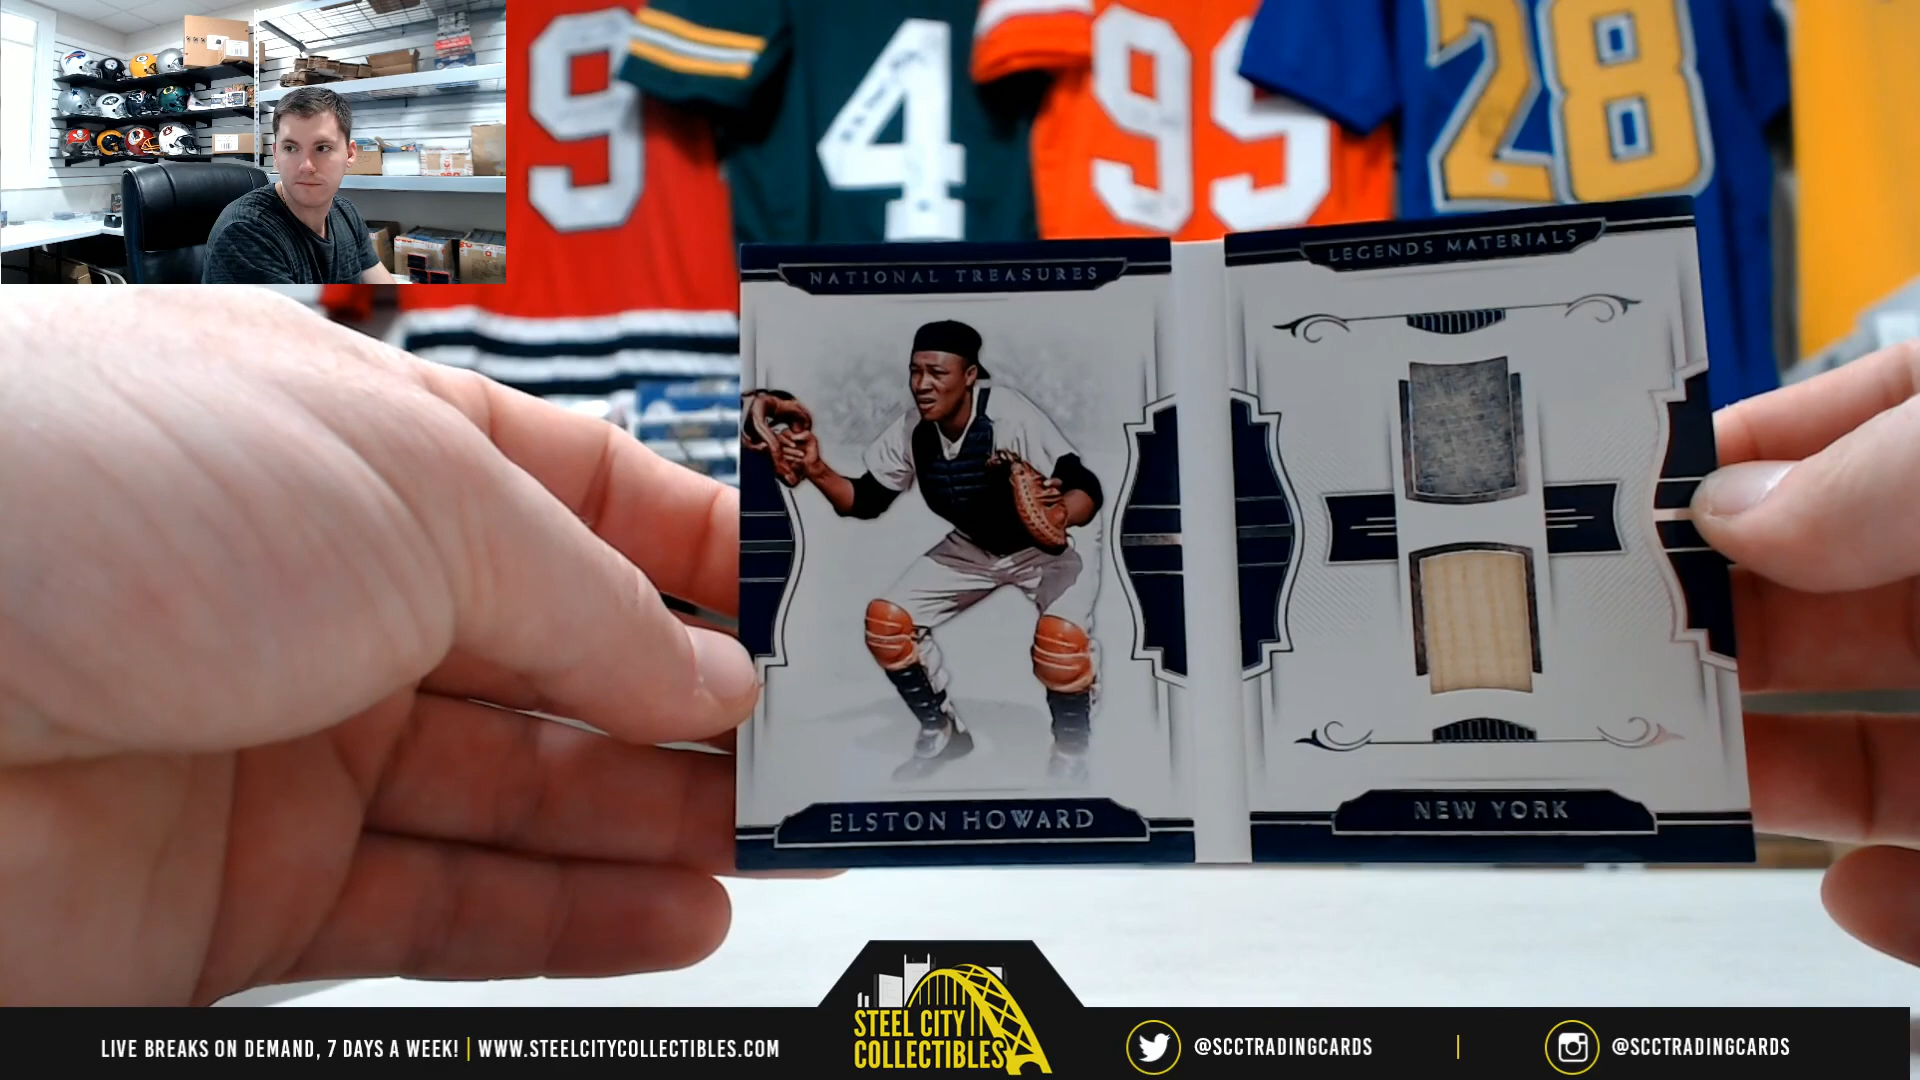 9
4
99
28
NATIONAL TREASURES
LEGENDS MATERIALS
ELSTON HOWARD
NEW YORK
LIVE BREAKS ON DEMAND, 7 DAYS A WEEK! | WWW.STEELCITYCOLLECTIBLES.COM
STEEL CITY
COLLECTIBLES
@SCCTRADINGCARDS
@SCCTRADINGCARDS